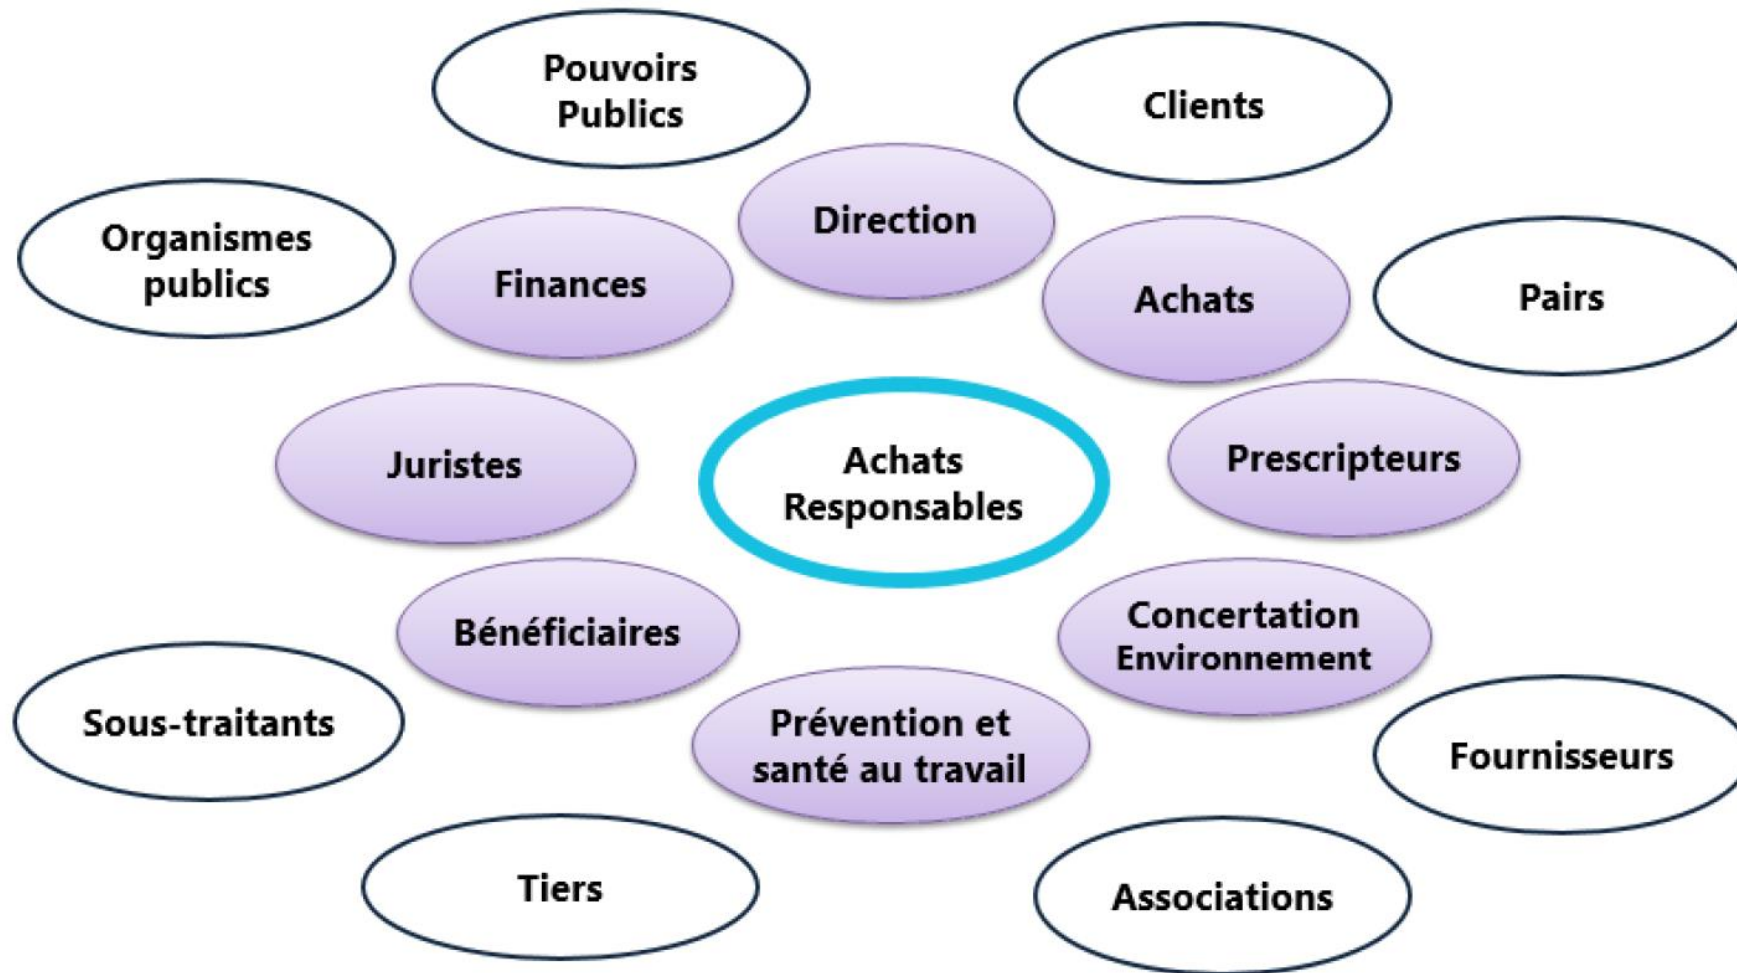 Pouvoirs
Publics
Clients
Organismes
publics
Finances
Direction
Achats
Pairs
Juristes
Achats
Responsables
Prescripteurs
Bénéficiaires
Concertation
Environnement
Sous-traitants
Prévention et
santé au travail
Fournisseurs
Tiers
Associations